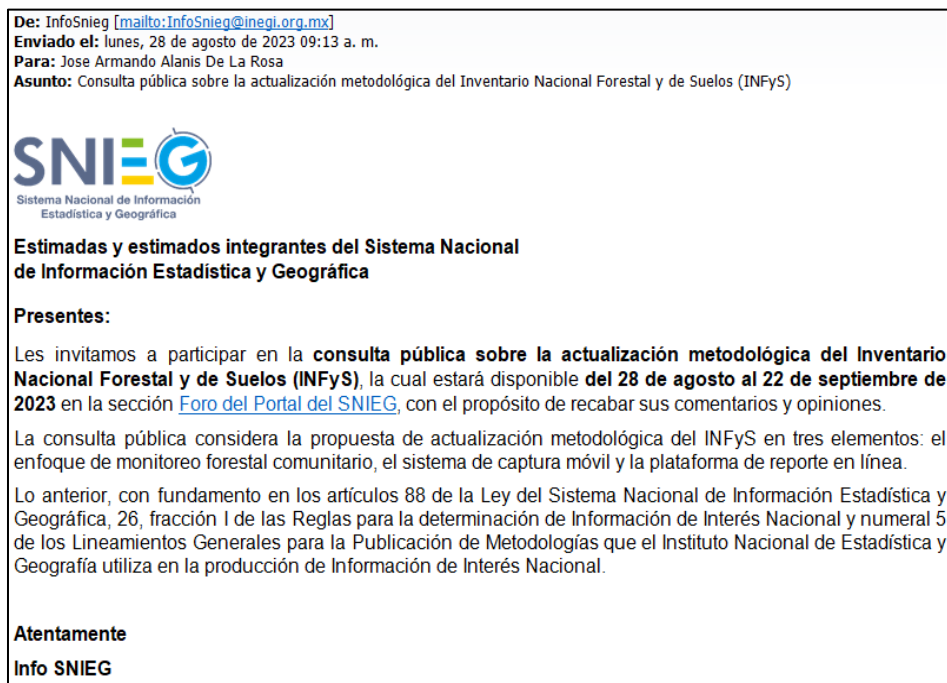 De: InfoSnieg [mailto:InfoSnieg@inegi.org.mx]
Enviado el: lunes, 28 de agosto de 2023 09:13 a. m.
Para: Jose Armando Alanis De La Rosa
Asunto: Consulta pública sobre la actualización metodológica del Inventario Nacional Forestal y de Suelos (INFyS)
SNIEG
Sistema Nacional de Información
Estadística y Geográfica
Estimadas y estimados integrantes del Sistema Nacional
de Información Estadística y Geográfica
Presentes:
Les invitamos a participar en la consulta pública sobre la actualización metodológica del Inventario
Nacional Forestal y de Suelos (INFyS), la cual estará disponible del 28 de agosto al 22 de septiembre de
2023 en la sección Foro del Portal del SNIEG, con el propósito de recabar sus comentarios y opiniones.
La consulta pública considera la propuesta de actualización metodológica del INFyS en tres elementos: el
enfoque de monitoreo forestal comunitario, el sistema de captura móvil y la plataforma de reporte en línea.
Lo anterior, con fundamento en los artículos 88 de la Ley del Sistema Nacional de Información Estadística y
Geográfica, 26, fracción I de las Reglas para la determinación de Información de Interés Nacional y numeral 5
de los Lineamientos Generales para la Publicación de Metodologías que el Instituto Nacional de Estadística y
Geografía utiliza en la producción de Información de Interés Nacional.
Atentamente
Info SNIEG